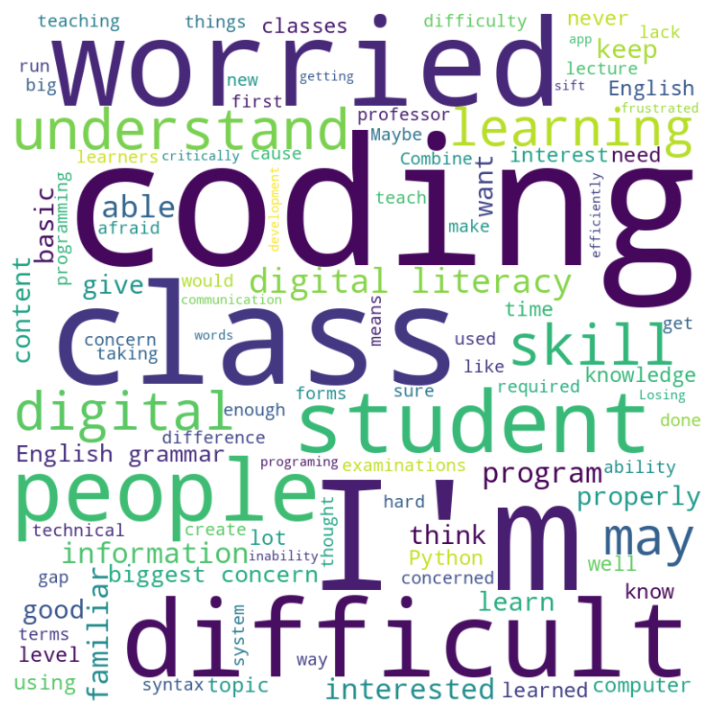 teaching things classes difficulty never lack
worried
app keep
run new getting sift lecture English
big first
professor frustrated
understand Maybe learning
learners critically cause Combine interest need
coding
basic programming able afraid development teach want make efficiently
content give would digital literacy
communication means time
class
concern words used get
taking like skill
forms sure required knowledge
digital enough student Losing
difference done
English grammar programing examinations program ability
people I'm hard properly
technical create thought think may
information lot inability Python well
gap biggest concern concerned
familiar know
good learn
terms difficult
level system way
using syntax topic interested learned computer